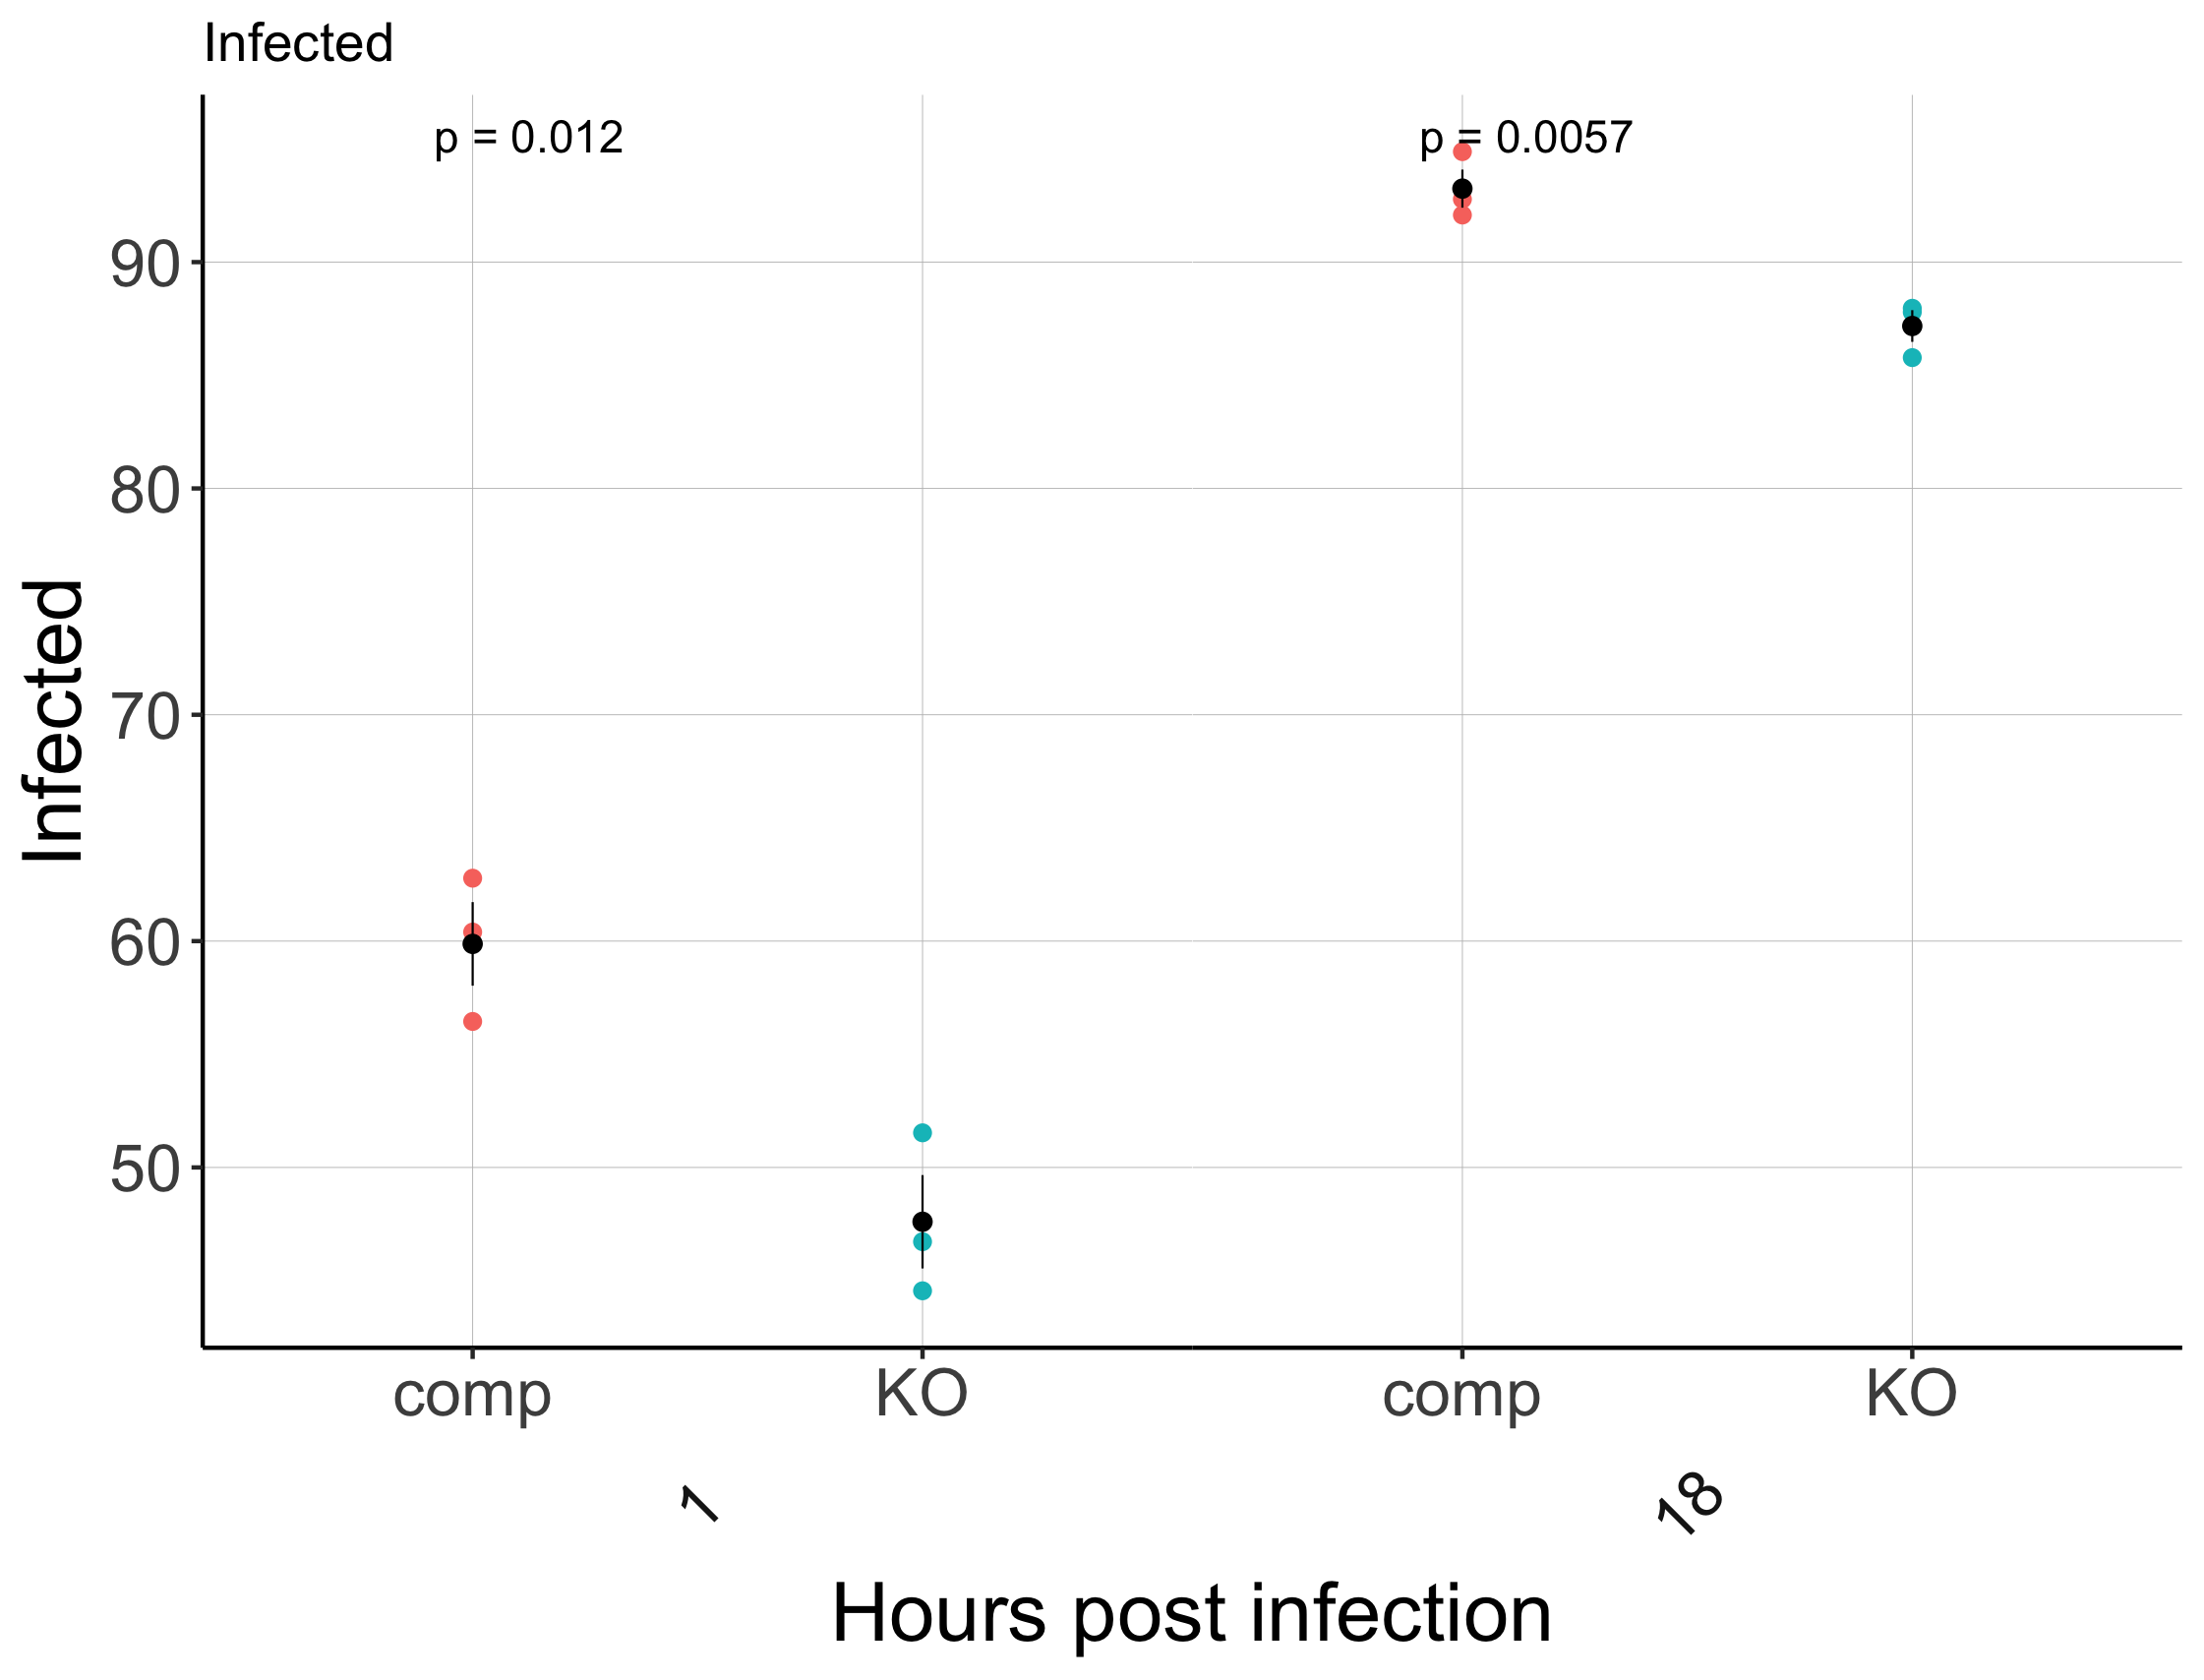 Infected
p = 0.012
p = 0.0057
90
80
70
60
50
Infected
comp
KO
comp
KO
1
18
Hours post infection